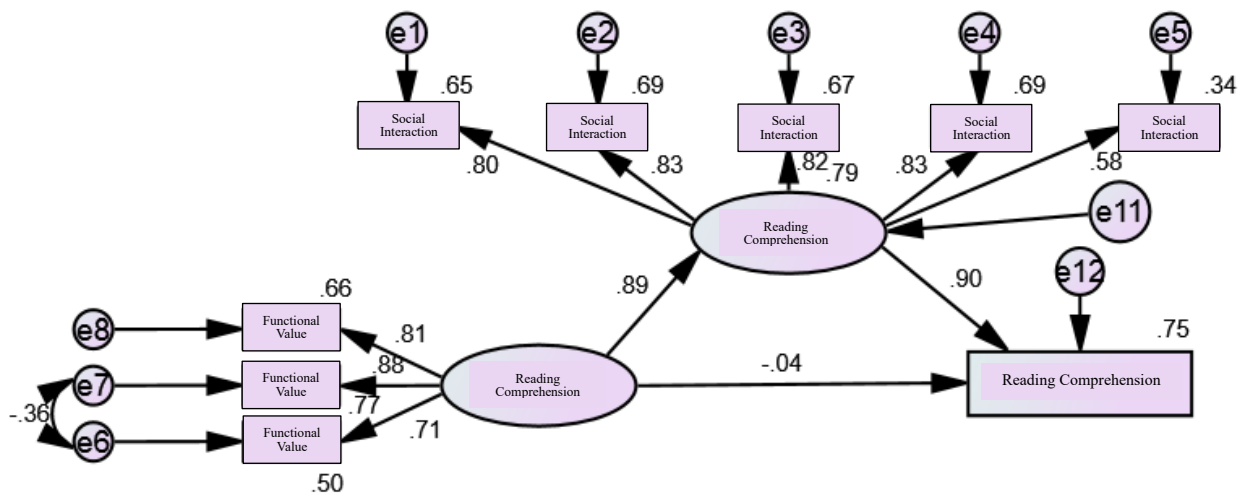 e1
e2
e3
e4
e5
.65
.69
.67
.69
.34
Social
Interaction
Social
Interaction
Social
Interaction
Social
Interaction
Social
Interaction
.80
.83
.82
.79
.83
.58
e11
Reading
Comprehension
e12
.89
.90
.66
e8
Functional
Value
.81
.75
e7
Functional
Value
.88
Reading
Comprehension
-.04
Reading Comprehension
-.36
.77
e6
Functional
Value
.71
.50